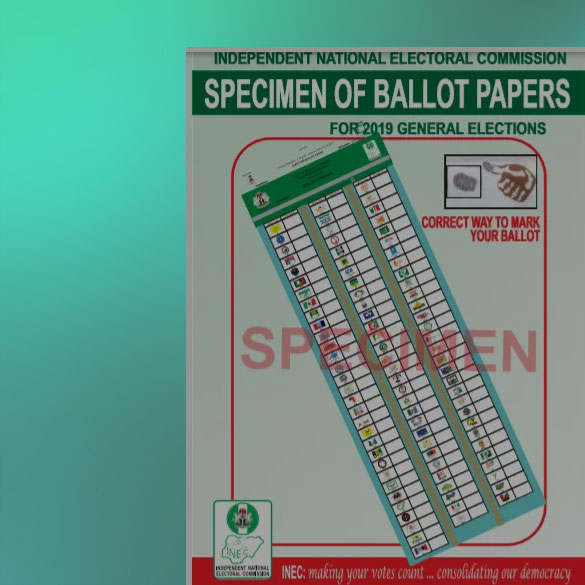 INDEPENDENT NATIONAL ELECTORAL COMMISSION
SPECIMEN OF BALLOT PAPERS
FOR 2019 GENERAL ELECTIONS
CORRECT WAY TO MARK
YOUR BALLOT
SPECIMEN
INEC
INDEPENDENT NATIONAL
ELECTORAL COMMISSION
INEC: making your votes count ... consolidating our democracy